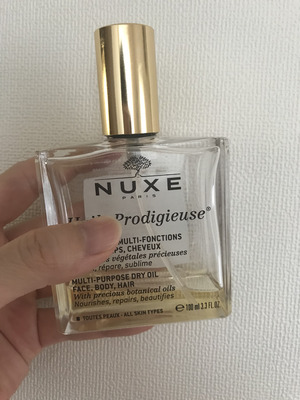 NUXE
PARIS
Prodigieuse®
MULTI-FONCTIONS
CORPS, CHEVEUX
végétales précieuses
répare, sublime
MULTI-PURPOSE DRY OIL
FACE, BODY, HAIR
With precious botanical oils
Nourishes, repairs, beautifies
TOUTES PEAUX - ALL SKIN TYPES
℮ 100 ml 3.3 FL.OZ.